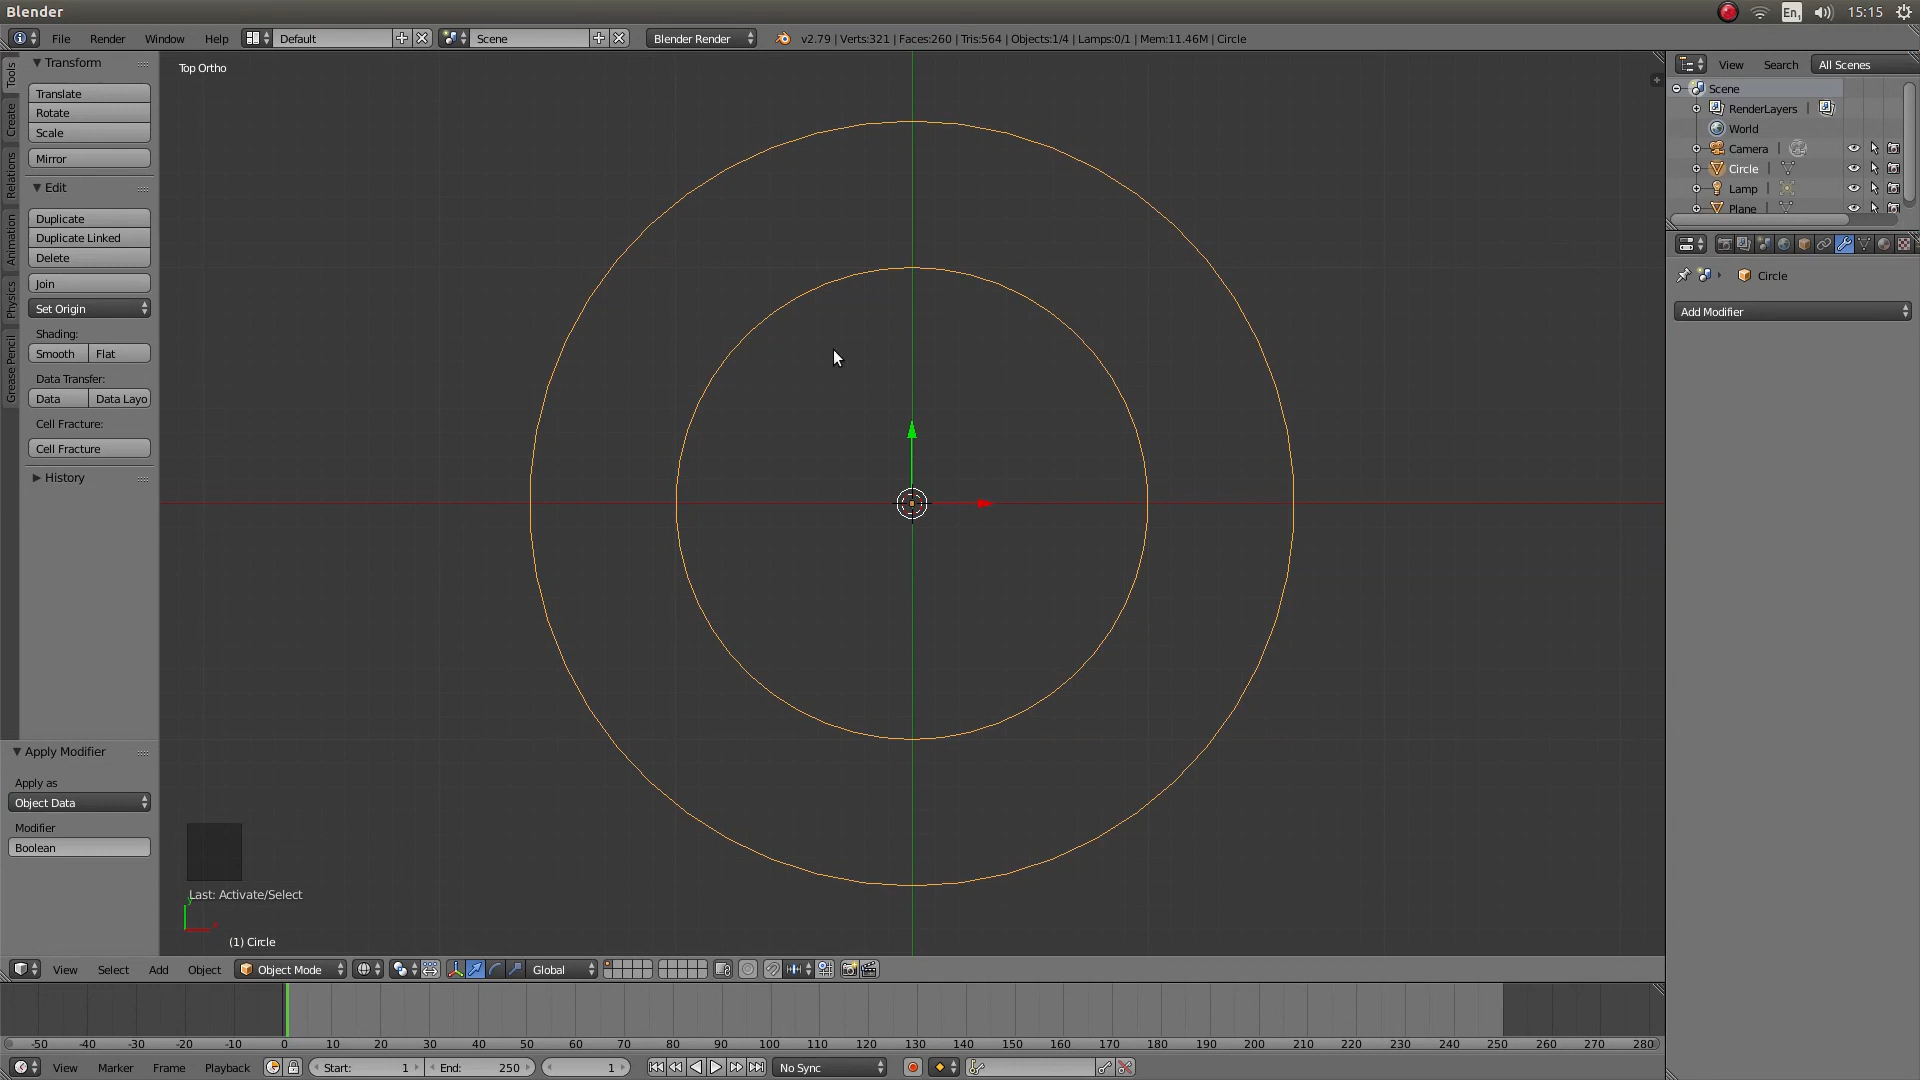 Blender
En1
15:15
File Render Window Help Default Scene Blender Render v2.79 | Verts:321 | Faces:260 | Tris:564 | Objects:1/4 | Lamps:0/1 | Mem:11.46M | Circle
Tools
Create
Relations
Animation
Physics
Grease Pencil
Transform
Translate
Rotate
Scale
Mirror
Edit
Duplicate
Duplicate Linked
Delete
Join
Set Origin
Shading:
Smooth Flat
Data Transfer:
Data Data Layo
Cell Fracture:
Cell Fracture
History
Apply Modifier
Apply as
Object Data
Modifier
Boolean
Top Ortho
Last: Activate/Select
y
x
(1) Circle
View Search All Scenes
Scene
RenderLayers
World
Camera
Circle
Lamp
Plane
Circle
Add Modifier
View Select Add Object Object Mode Global
-50 -40 -30 -20 -10 0 10 20 30 40 50 60 70 80 90 100 110 120 130 140 150 160 170 180 190 200 210 220 230 240 250 260 270 280
View Marker Frame Playback Start: 1 End: 250 1 No Sync